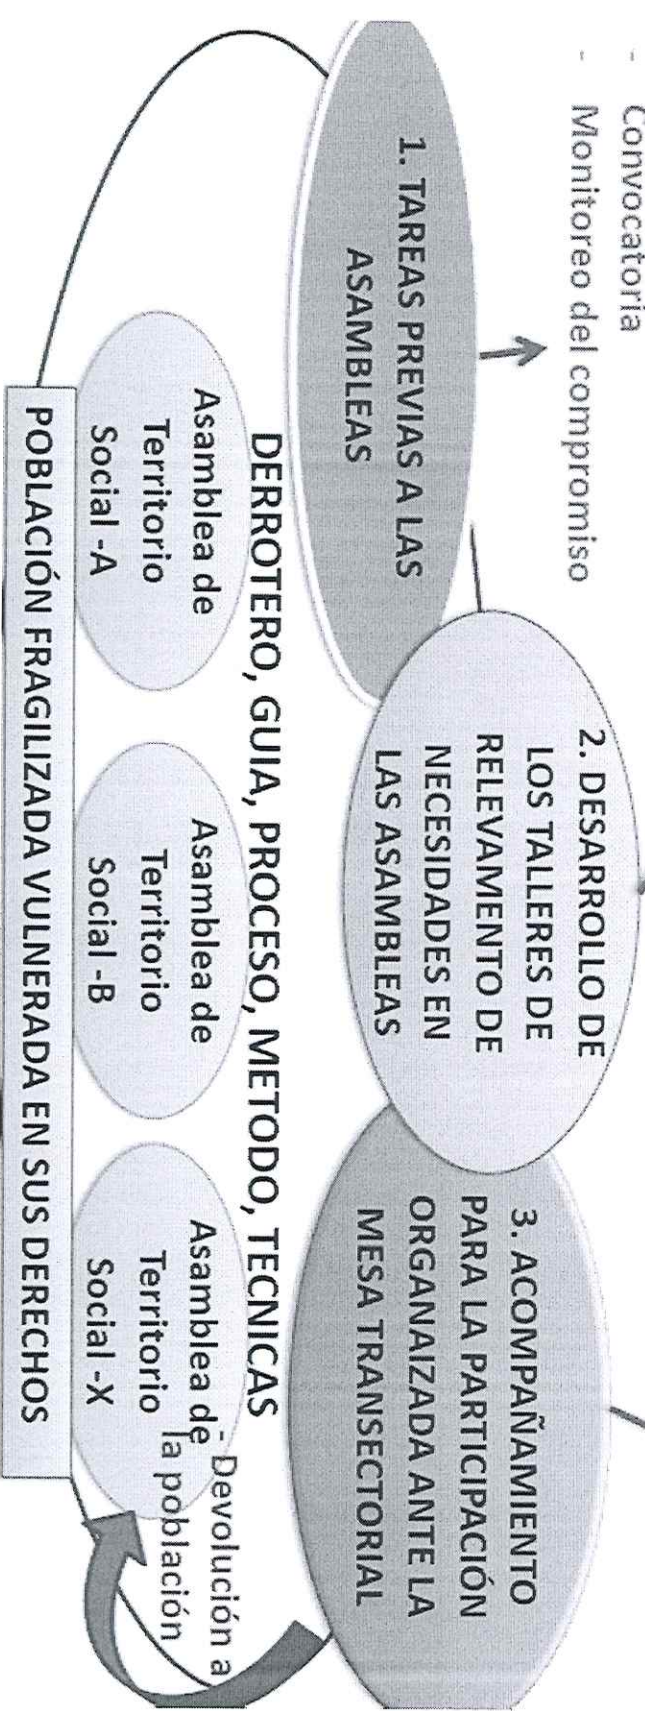 - Convocatoria
- Monitoreo del compromiso
1. TAREAS PREVIAS A LAS
ASAMBLEAS
2. DESARROLLO DE
LOS TALLERES DE
RELEVAMENTO DE
NECESIDADES EN
LAS ASAMBLEAS
3. ACOMPAÑAMIENTO
PARA LA PARTICIPACIÓN
ORGANAIZADA ANTE LA
MESA TRANSECTORIAL
DERROTERO, GUIA, PROCESO, METODO, TECNICAS
Asamblea de
Territorio
Social -A
Asamblea de
Territorio
Social -B
Asamblea de
Territorio
Social -X
- Devolución a
la población
POBLACIÓN FRAGILIZADA VULNERADA EN SUS DERECHOS